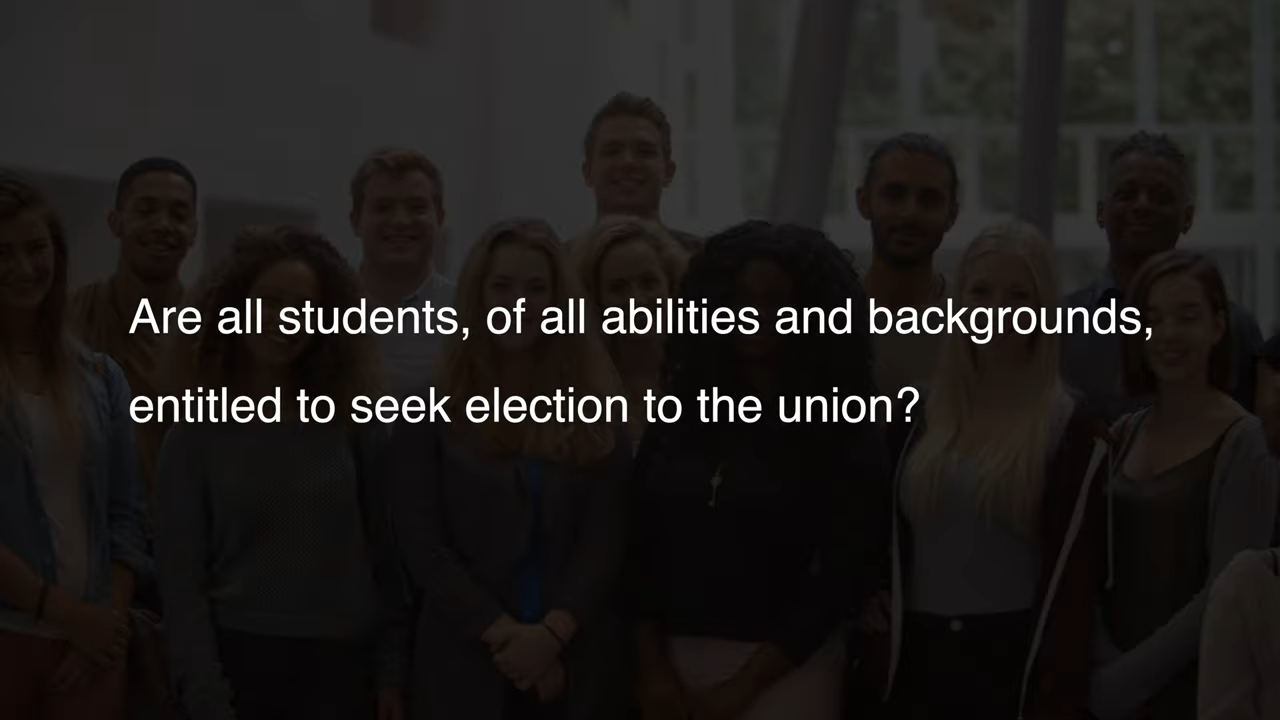 Are all students, of all abilities and backgrounds,
entitled to seek election to the union?